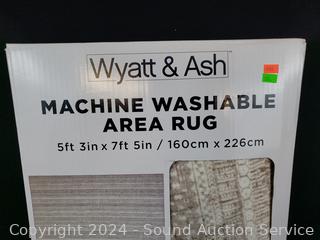 Wyatt & Ash
MACHINE WASHABLE
AREA RUG
5ft 3in x 7ft 5in / 160cm x 226cm
Copyright 2024 - Sound Auction Service